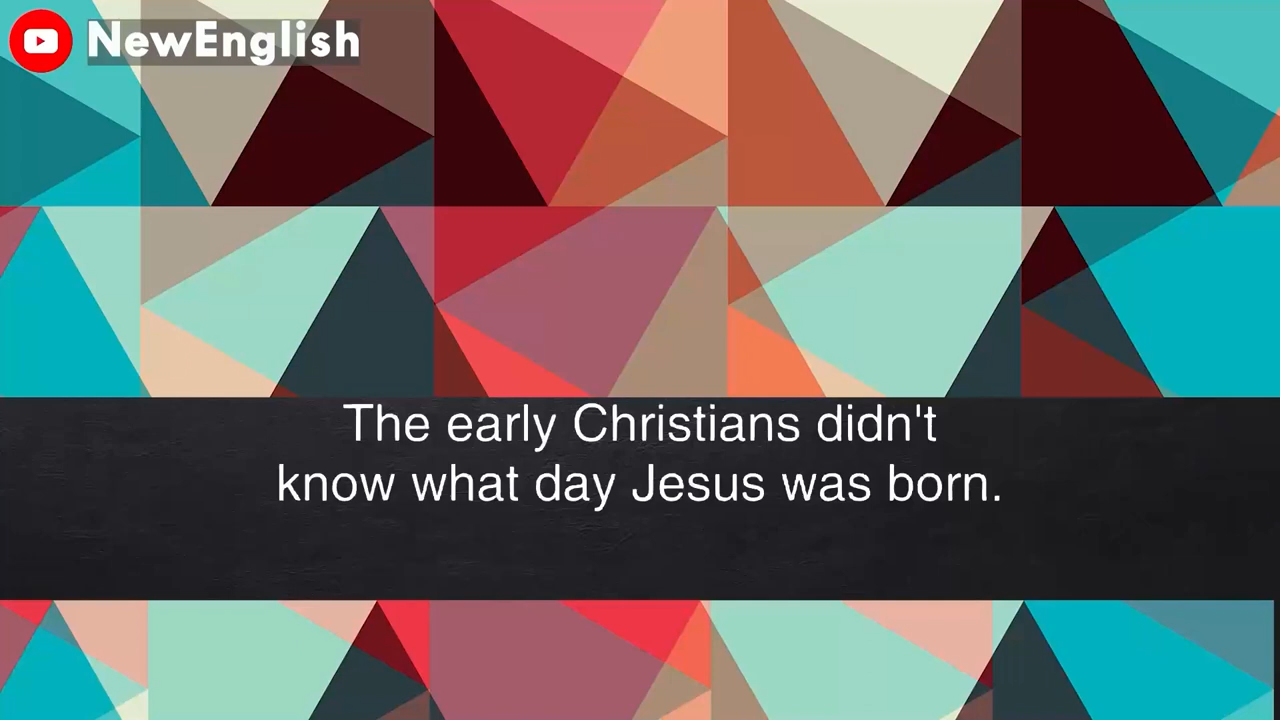 NewEnglish
The early Christians didn't
know what day Jesus was born.